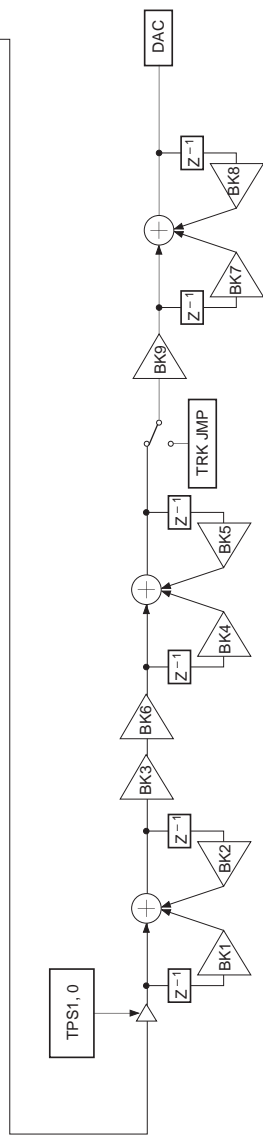 TPS1, 0
Z⁻¹
BK1
BK2
Z⁻¹
BK3
BK6
Z⁻¹
BK4
BK5
Z⁻¹
TRK JMP
BK9
Z⁻¹
BK7
BK8
Z⁻¹
DAC